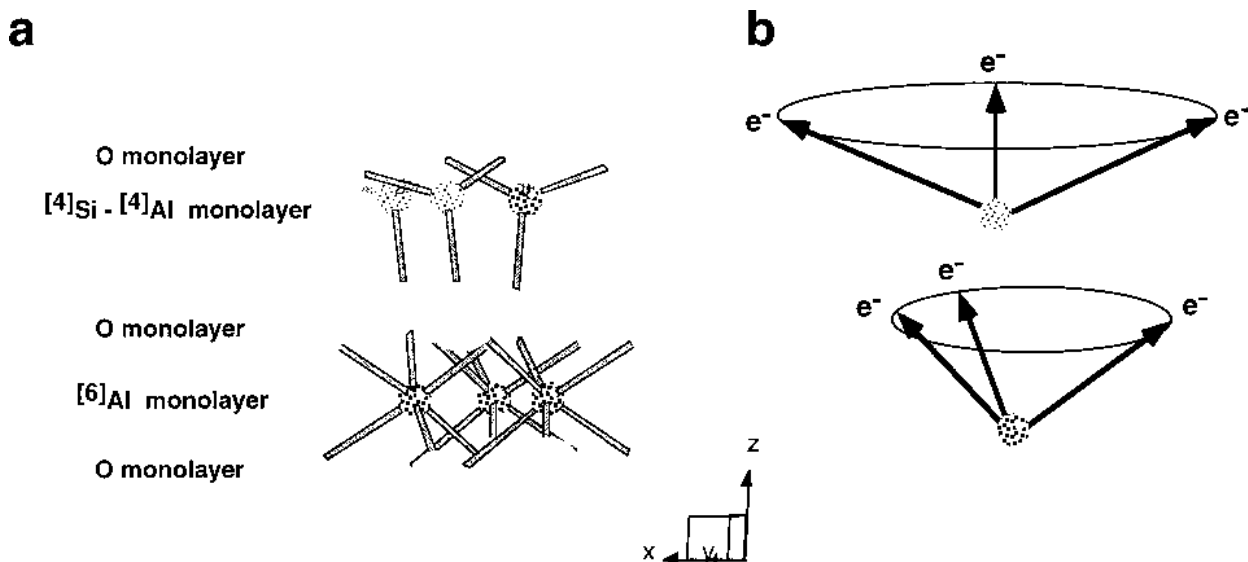 a
O monolayer
[4]Si - [4]Al monolayer
O monolayer
[6]Al monolayer
O monolayer
z
x
y
b
e⁻
e⁻
e⁻
e⁻
e⁻
e⁻